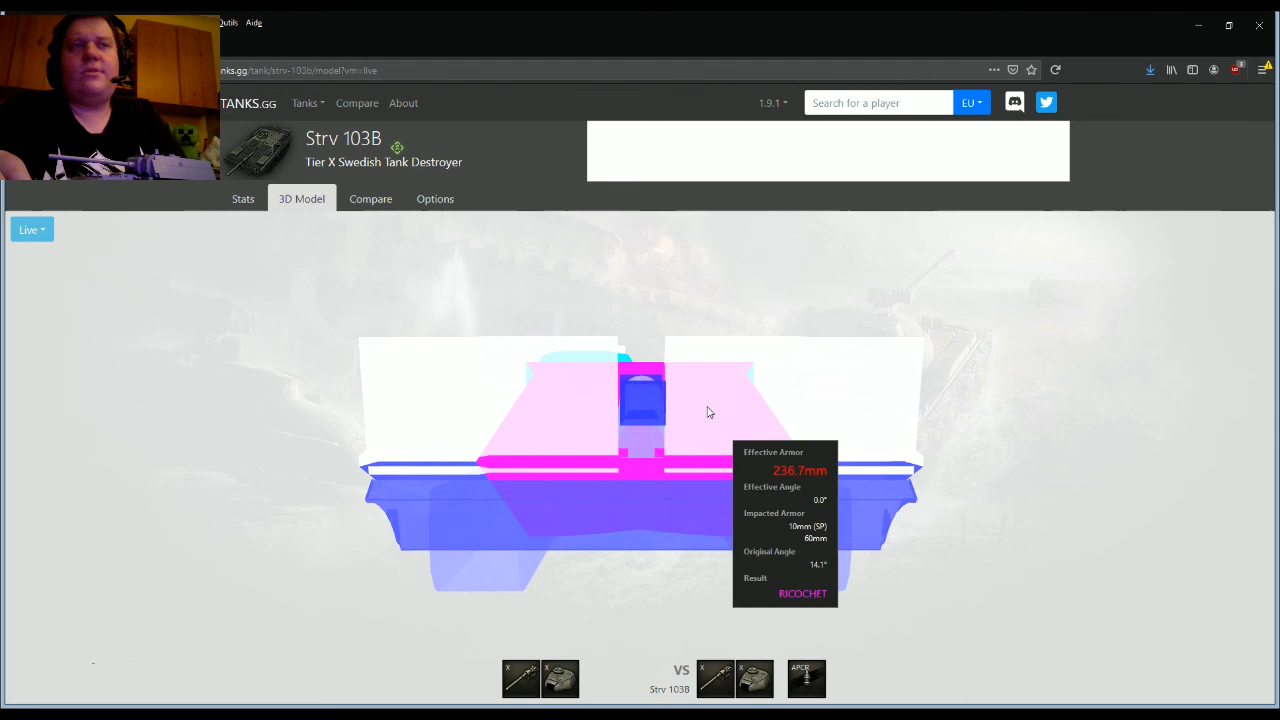 Outils Aide
nks.gg/tank/strv-103b/model?vm=live
TANKS.GG
Tanks Compare About
1.9.1
Search for a player
EU
Strv 103B
Tier X Swedish Tank Destroyer
Stats 3D Model Compare Options
Live
Effective Armor
236.7mm
Effective Angle
0.0°
Impacted Armor
10mm (SP)
60mm
Original Angle
14.1°
Result
RICOCHET
X X VS X X APCR
Strv 103B